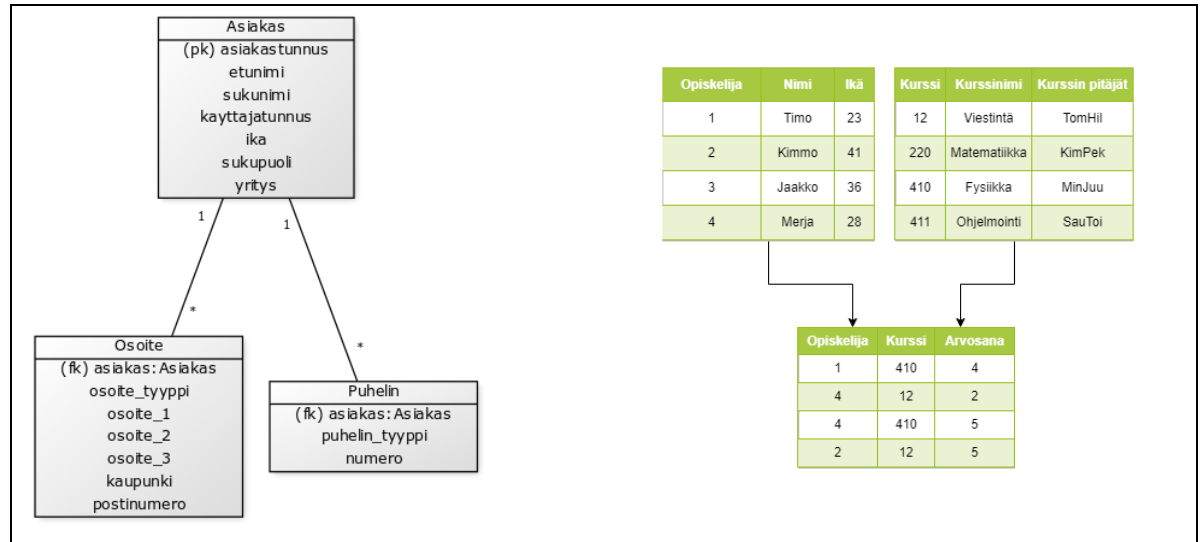 Asiakas
(pk) asiakastunnus
etunimi
sukunimi
kayttajatunnus
ika
sukupuoli
yritys
1
1
*
*
Osoite
(fk) asiakas: Asiakas
osoite_tyyppi
osoite_1
osoite_2
osoite_3
kaupunki
postinumero
Puhelin
(fk) asiakas: Asiakas
puhelin_tyyppi
numero
Opiskelija Nimi Ikä
1 Timo 23
2 Kimmo 41
3 Jaakko 36
4 Merja 28
Kurssi Kurssinimi Kurssin pitäjät
12 Viestintä TomHil
220 Matematiikka KimPek
410 Fysiikka MinJuu
411 Ohjelmointi SauToi
Opiskelija Kurssi Arvosana
1 410 4
4 12 2
4 410 5
2 12 5